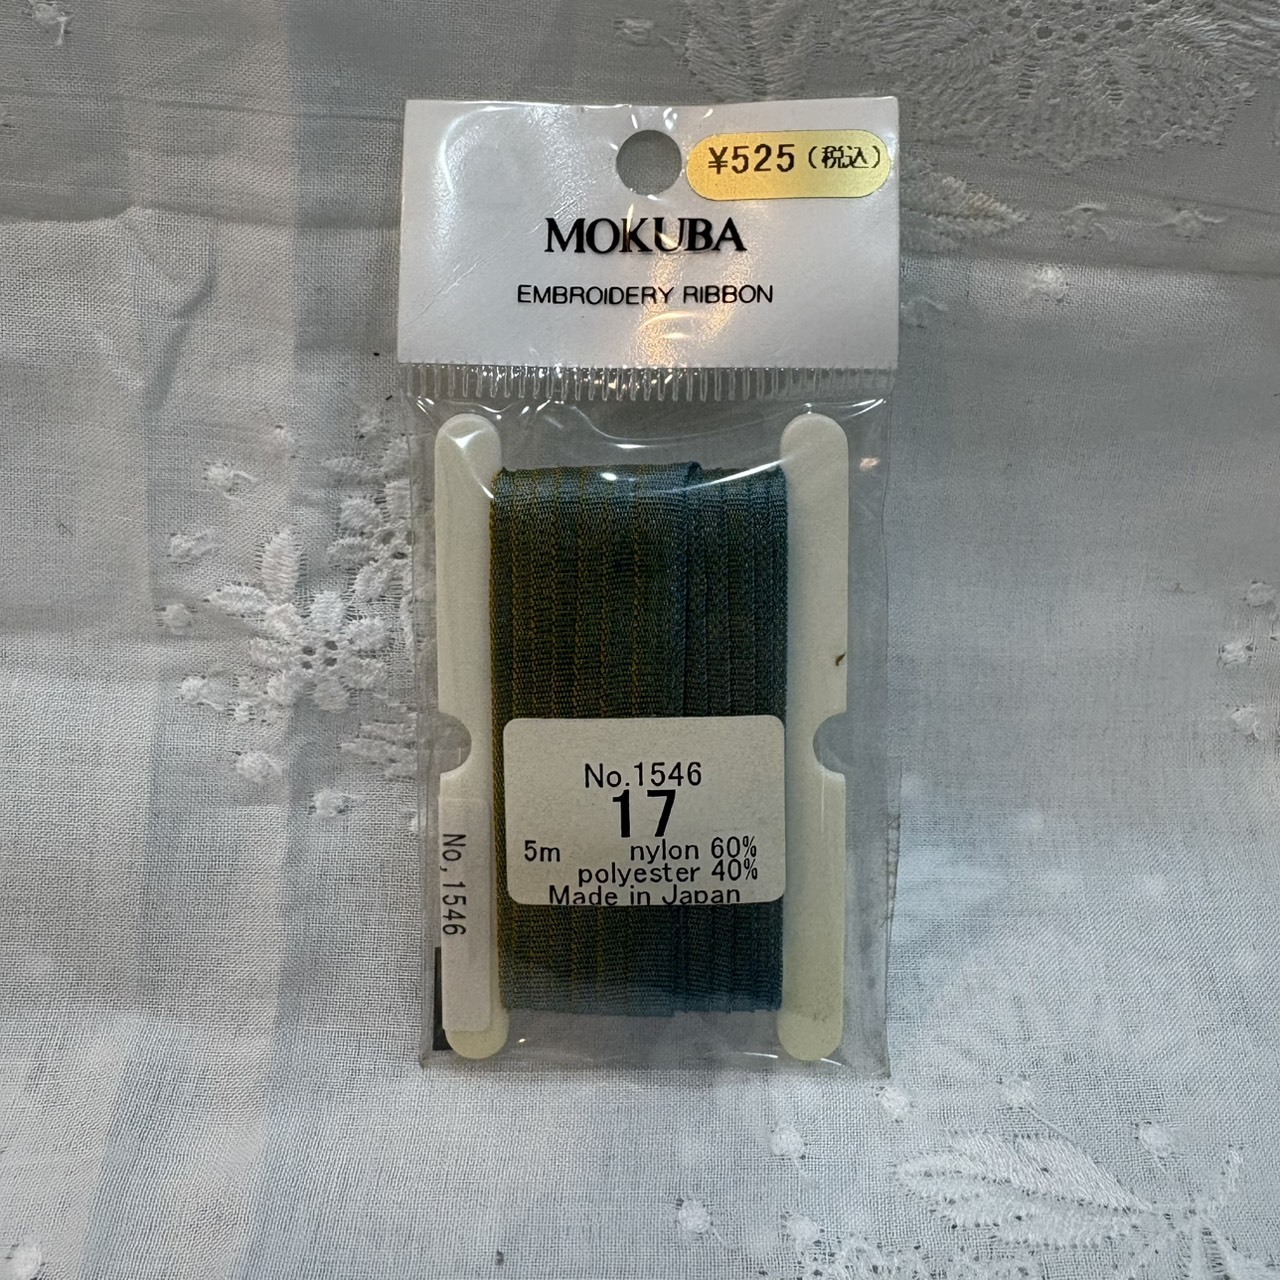 ¥525(税込)
MOKUBA
EMBROIDERY RIBBON
No.1546
17
5m nylon 60%
polyester 40%
Made in Japan
No,1546